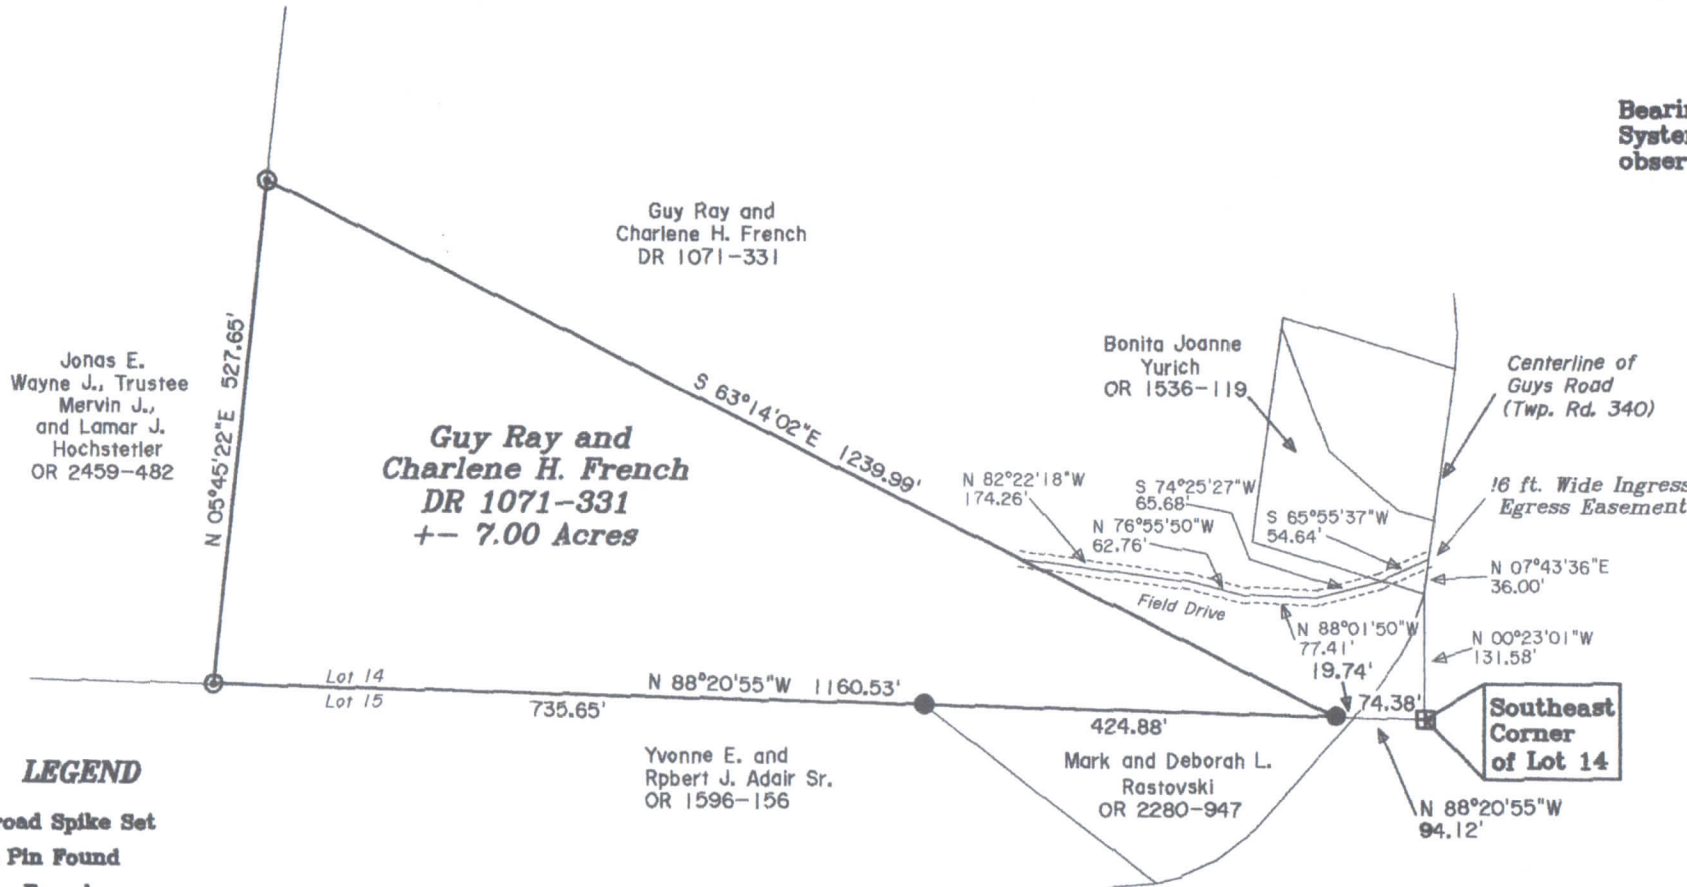 Bearin
System
obser
Guy Ray and
Charlene H. French
DR 1071-331
Jonas E.
Wayne J., Trustee
Mervin J.,
and Lamar J.
Hochstetler
OR 2459-482
N 05°45'22"E 527.65'
Guy Ray and
Charlene H. French
DR 1071-331
+- 7.00 Acres
S 63°14'02"E 1239.99'
Bonita Joanne
Yurich
OR 1536-119
Centerline of
Guys Road
(Twp. Rd. 340)
16 ft. Wide Ingress
Egress Easement
N 82°22'18"W
174.26'
S 74°25'27"W
65.68'
N 76°55'50"W
62.76'
S 65°55'37"W
54.64'
N 07°43'36"E
36.00'
Field Drive
N 88°01'50"W
77.41'
N 00°23'01"W
131.58'
19.74'
74.38'
Lot 14
Lot 15
N 88°20'55"W 1160.53'
735.65'
424.88'
Southeast
Corner
of Lot 14
Yvonne E. and
Rpbert J. Adair Sr.
OR 1596-156
Mark and Deborah L.
Rastovski
OR 2280-947
N 88°20'55"W
94.12'
LEGEND
road Spike Set
Pin Found